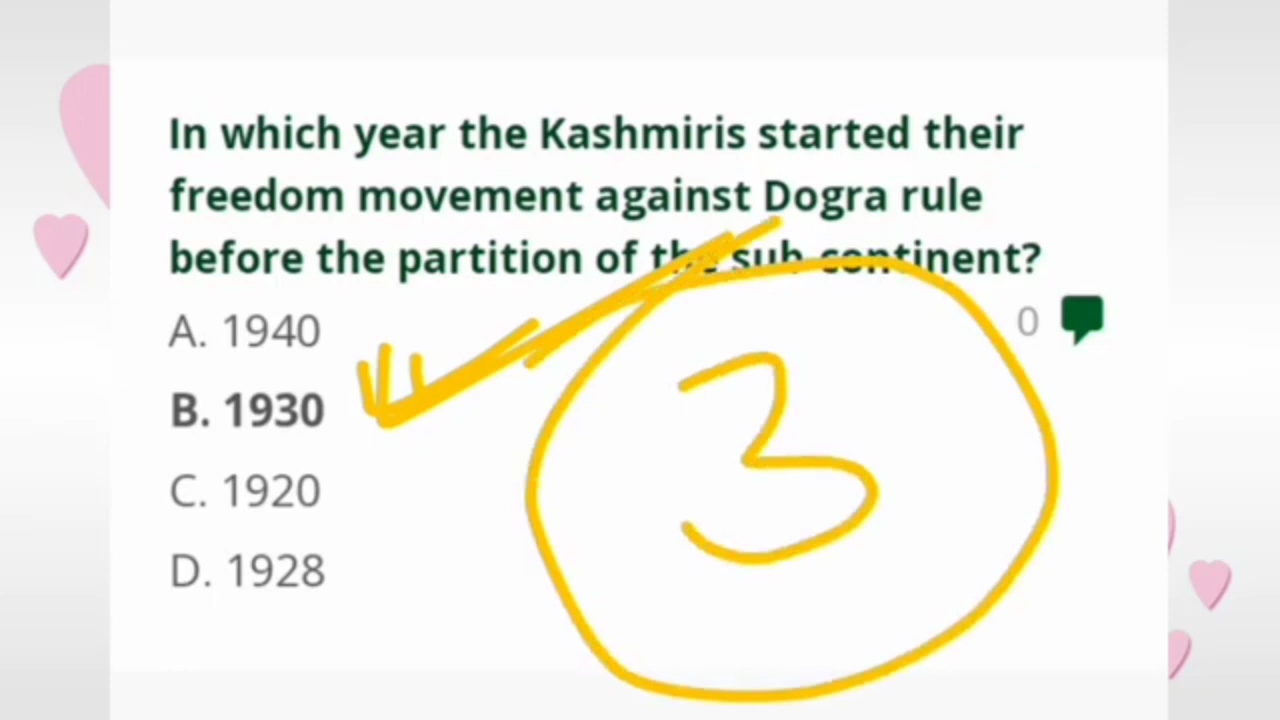 In which year the Kashmiris started their
freedom movement against Dogra rule
before the partition of the sub continent?
A. 1940
0
B. 1930
3
C. 1920
D. 1928